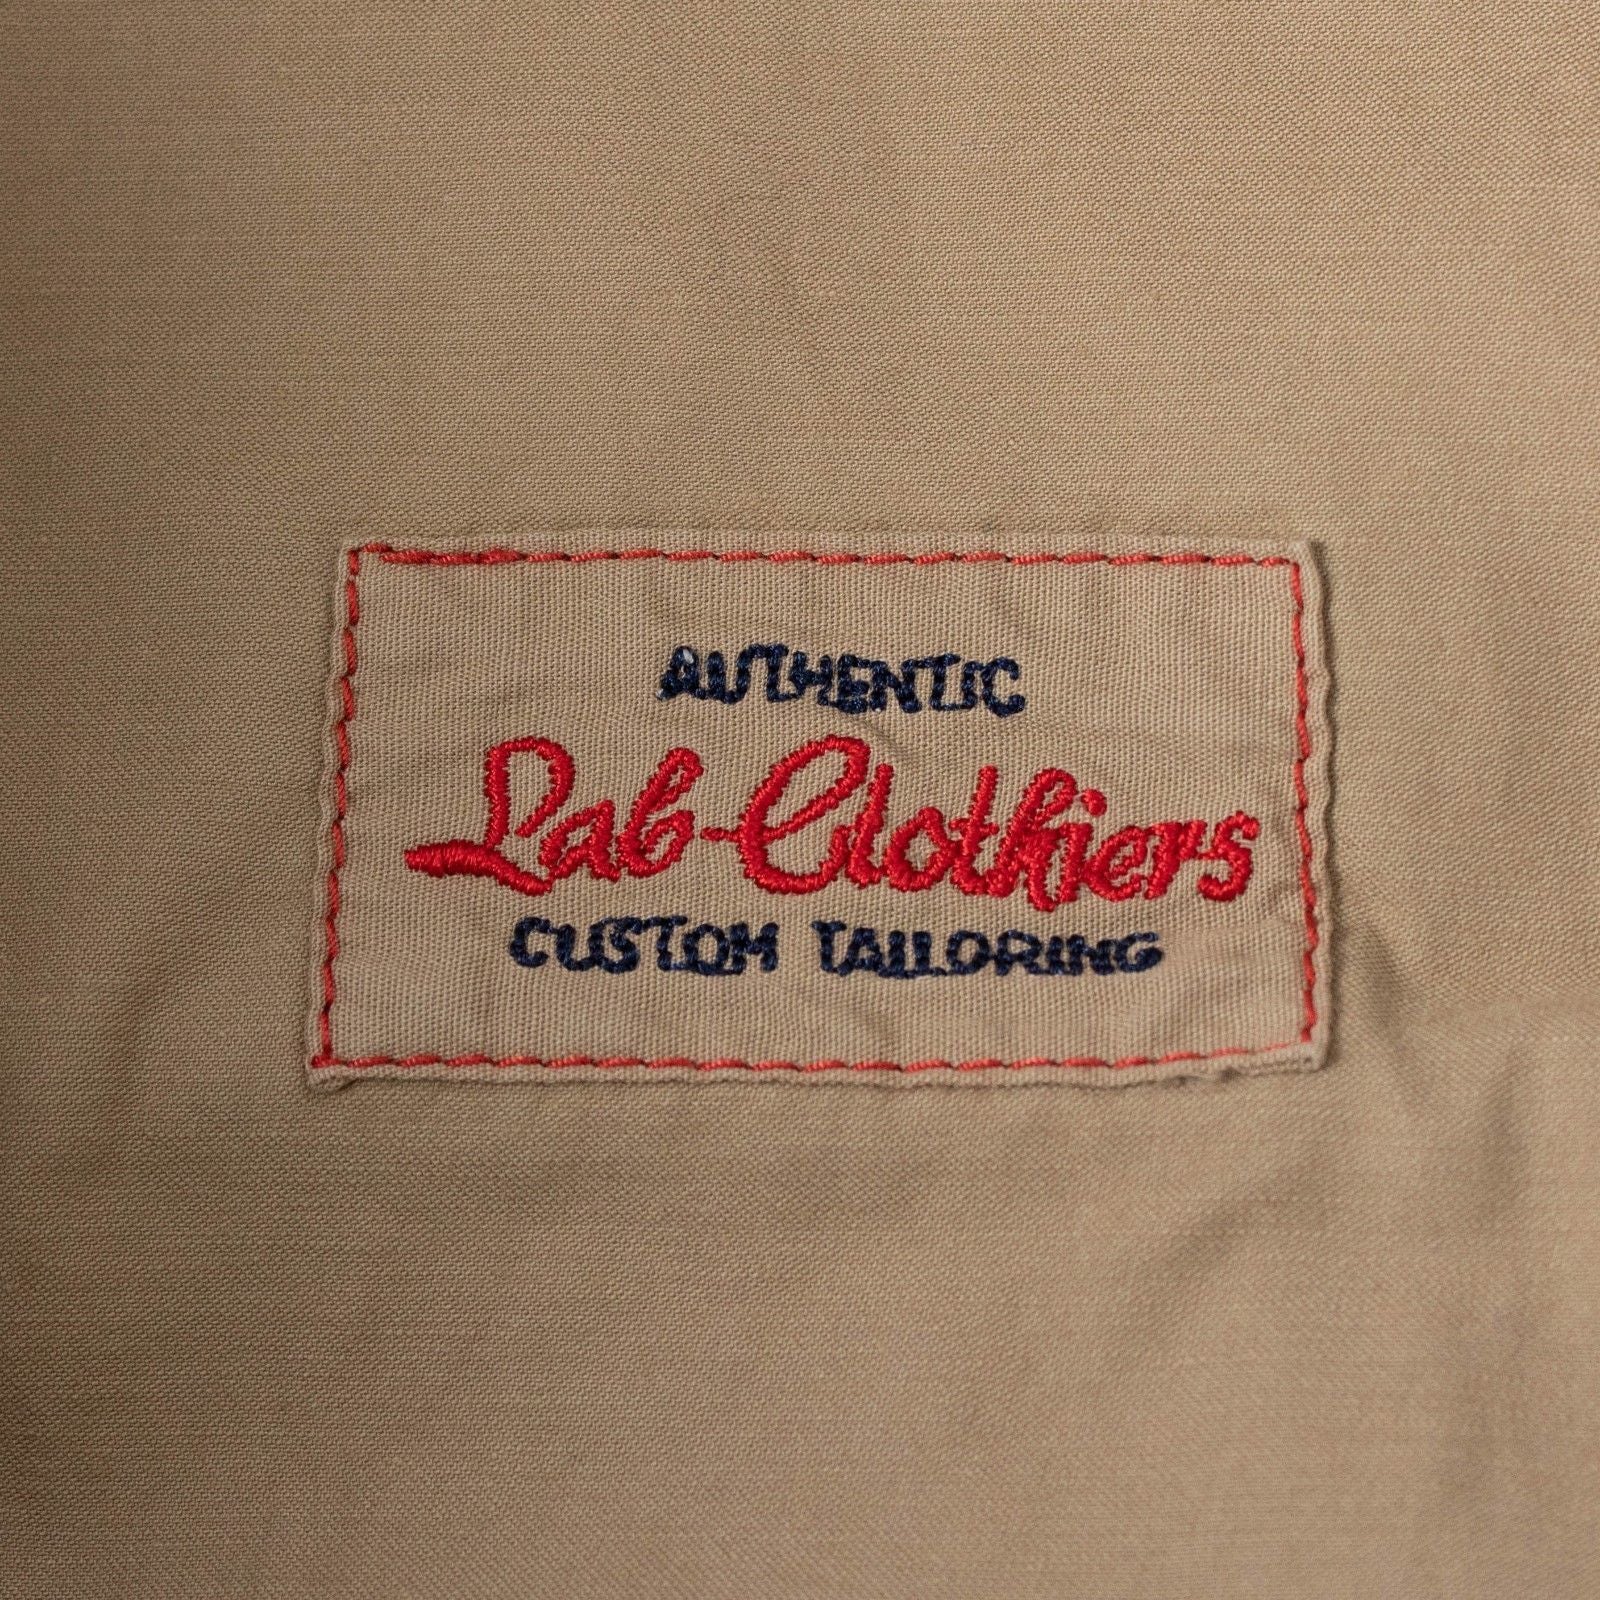 AUTHENTIC
Lab-Clothiers
CUSTOM TAILORING